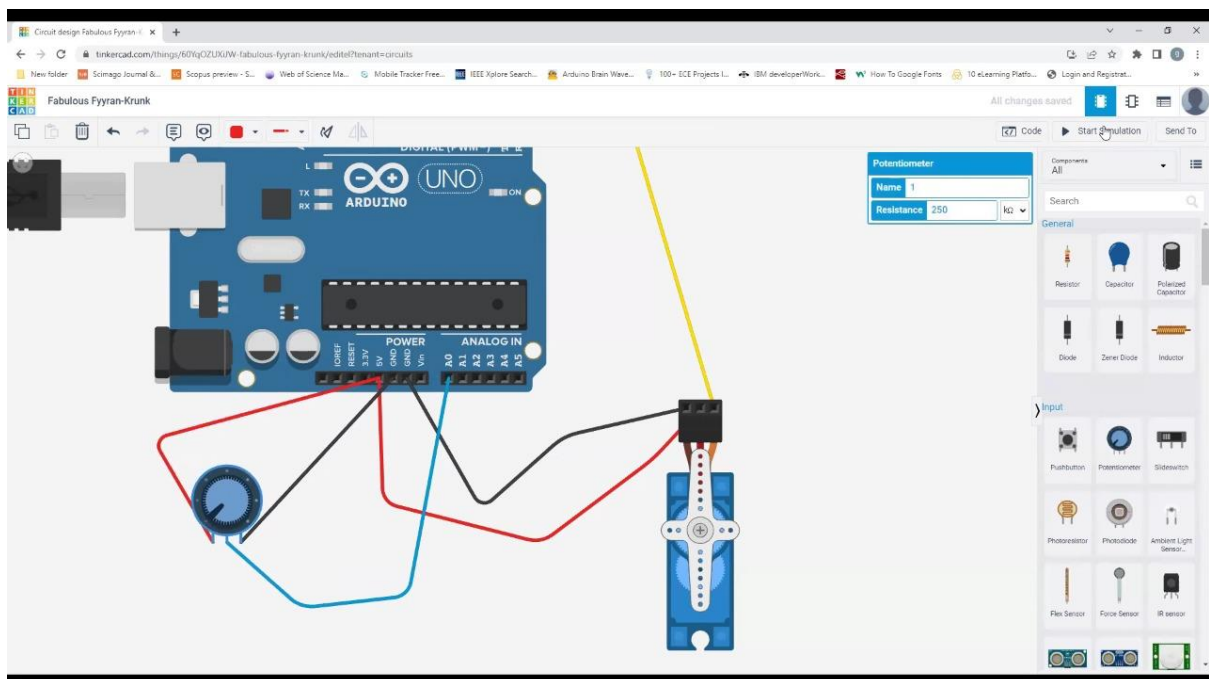 Circuit design Fabulous Fyyran-K
tinkercad.com/things/60YqOZUXiJW-fabulous-fyyran-krunk/editel?tenant=circuits
New folder
Scimago Journal &...
Scopus preview - S...
Web of Science Ma...
Mobile Tracker Free...
IEEE Xplore Search...
Arduino Brain Wave...
100+ ECE Projects L...
IBM developerWork...
How To Google Fonts
10 eLearning Platfo...
Login and Registrat...
TIN
KER
CAD
Fabulous Fyyran-Krunk
All changes saved
Code
Start Simulation
Send To
DIGITAL (PWM~)
L
TX
RX
UNO
ON
ARDUINO
POWER
ANALOG IN
IOREF
RESET
3.3V
5V
GND
GND
Vin
A0
A1
A2
A3
A4
A5
Potentiometer
Name 1
Resistance 250 kΩ
Components
All
Search
General
Resistor
Capacitor
Polarized
Capacitor
Diode
Zener Diode
Inductor
Input
Pushbutton
Potentiometer
Slideswitch
Photoresistor
Photodiode
Ambient Light
Sensor...
Flex Sensor
Force Sensor
IR sensor